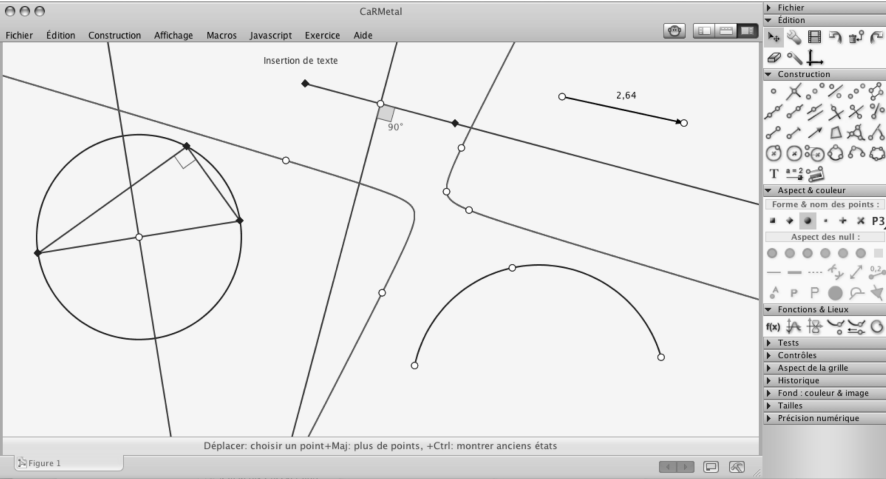 CaRMetal
Fichier Édition Construction Affichage Macros Javascript Exercice Aide
Insertion de texte
90°
2,64
Déplacer: choisir un point+Maj: plus de points, +Ctrl: montrer anciens états
Figure 1
Fichier
Édition
Construction
T a=2
Aspect & couleur
Forme & nom des points :
P3
Aspect des null :
0,2
A P P
Fonctions & Lieux
f(x)
Tests
Contrôles
Aspect de la grille
Historique
Fond : couleur & image
Tailles
Précision numérique